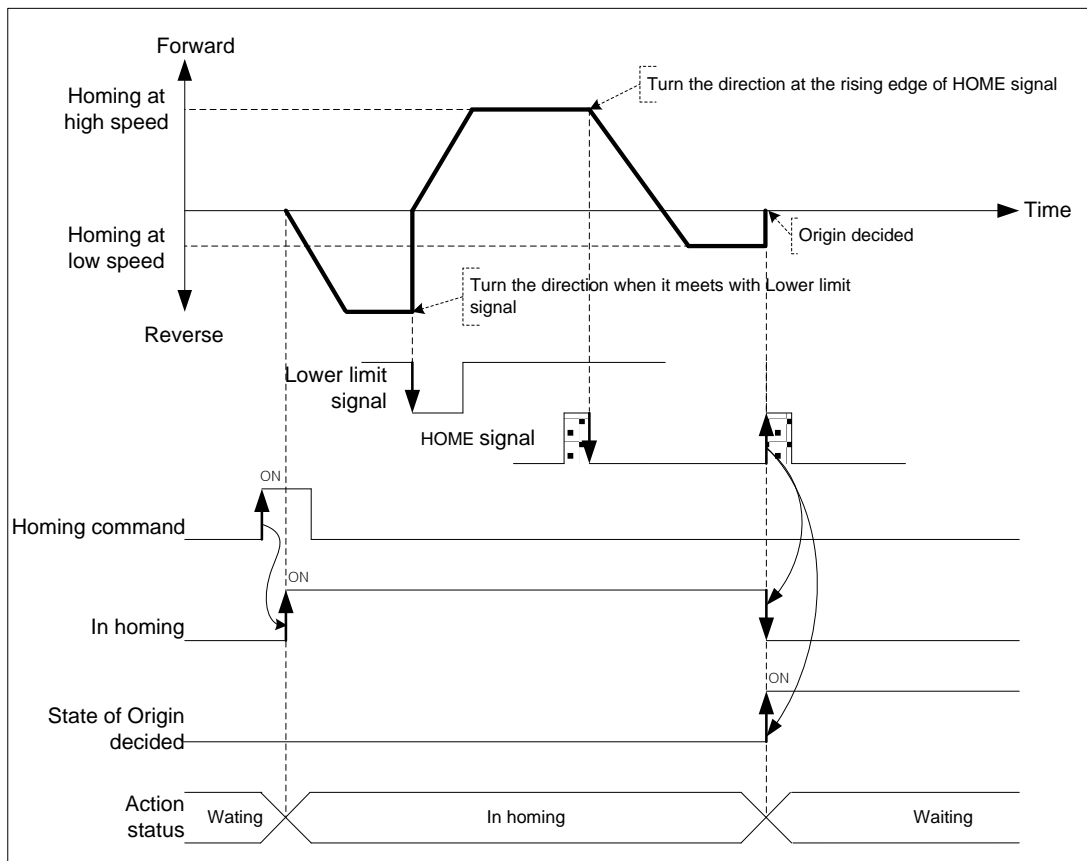 Forward
Homing at
high speed
Turn the direction at the rising edge of HOME signal
Time
Homing at
low speed
Origin decided
Turn the direction when it meets with Lower limit
signal
Reverse
Lower limit
signal
HOME signal
ON
Homing command
ON
In homing
ON
State of Origin
decided
Action
status
Wating
In homing
Waiting